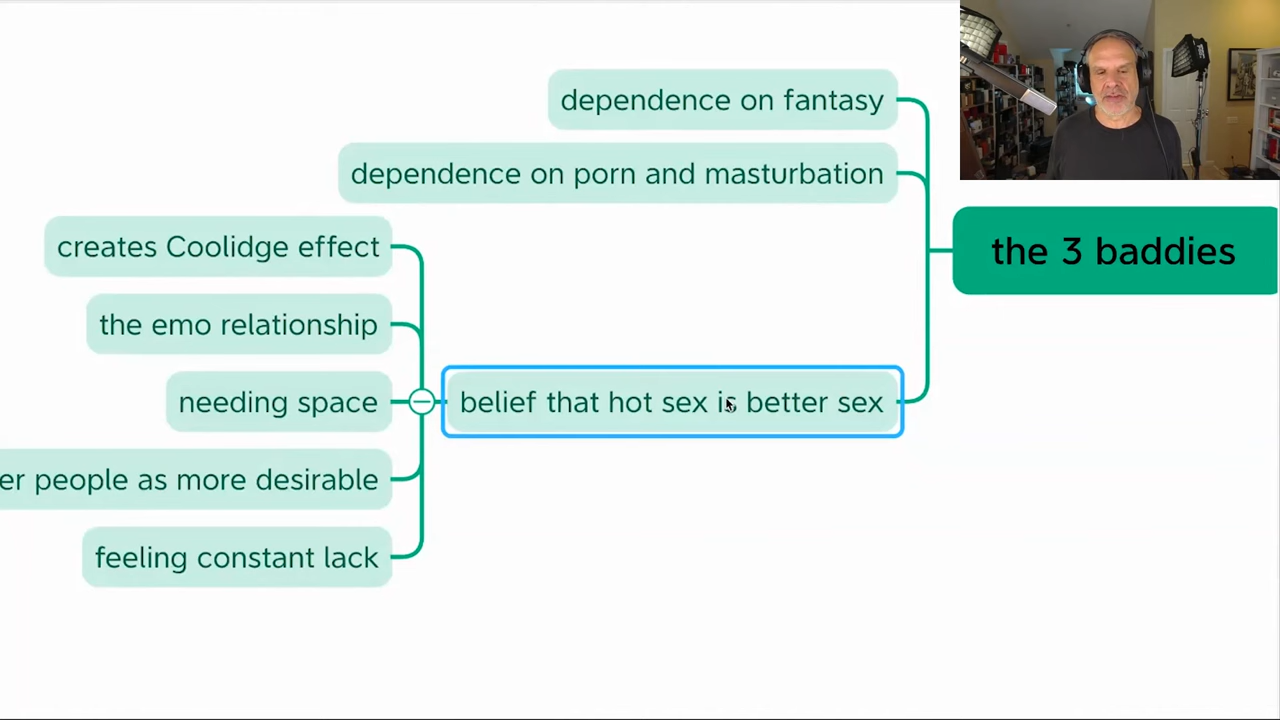 dependence on fantasy
dependence on porn and masturbation
creates Coolidge effect
the 3 baddies
the emo relationship
needing space
belief that hot sex is better sex
people as more desirable
feeling constant lack